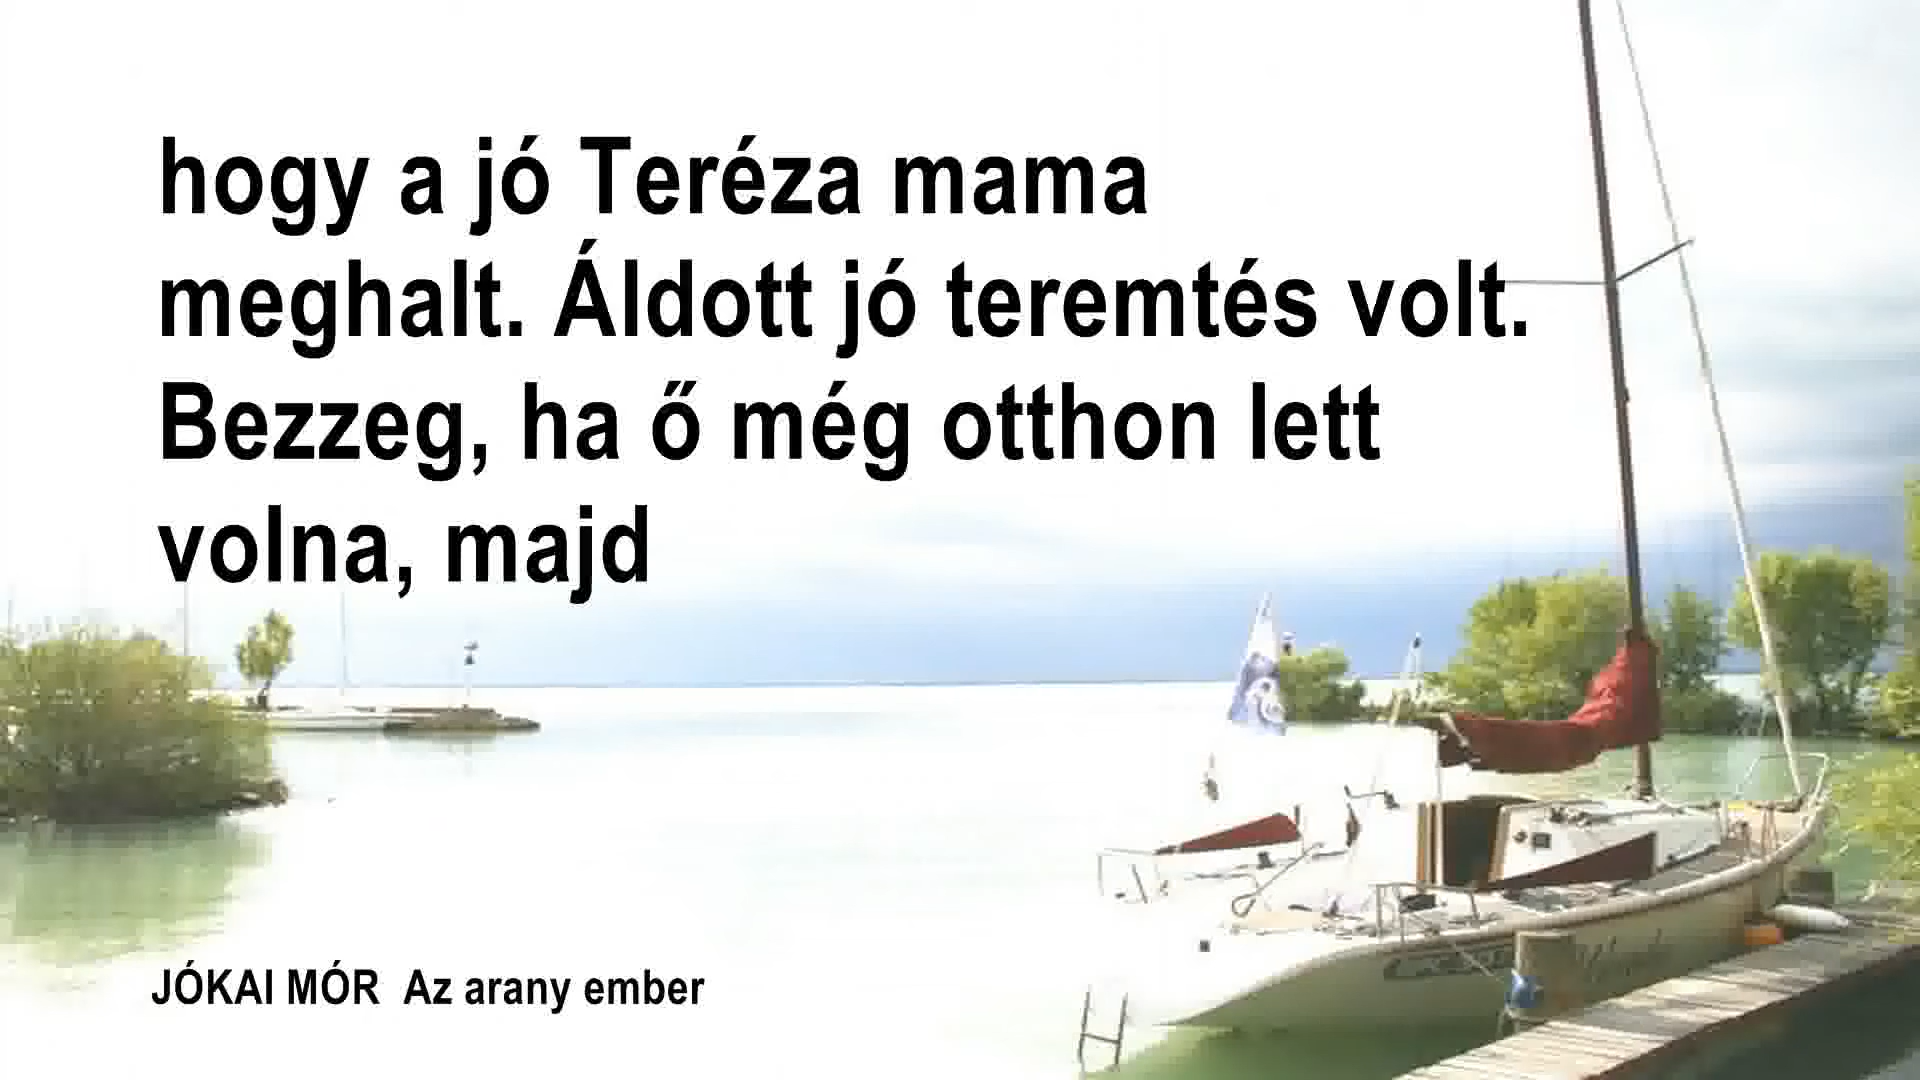 hogy a jó Teréza mama
meghalt. Áldott jó teremtés volt.
Bezzeg, ha ő még otthon lett
volna, majd
JÓKAI MÓR  Az arany ember